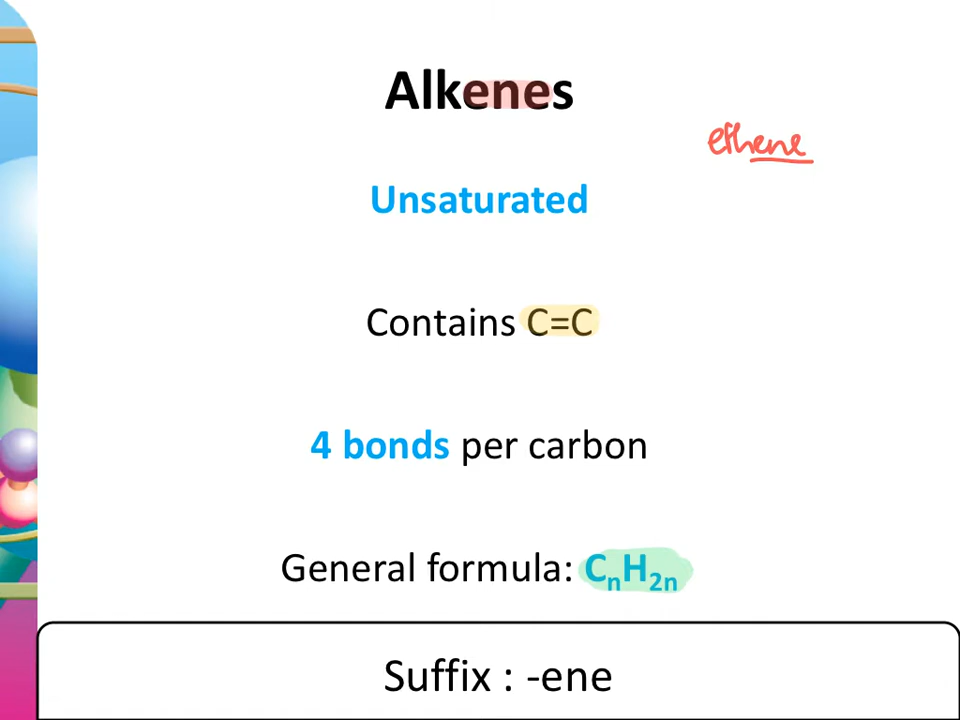 Alkenes
ethene
Unsaturated
Contains C=C
4 bonds per carbon
General formula: CₙH₂ₙ
Suffix : -ene